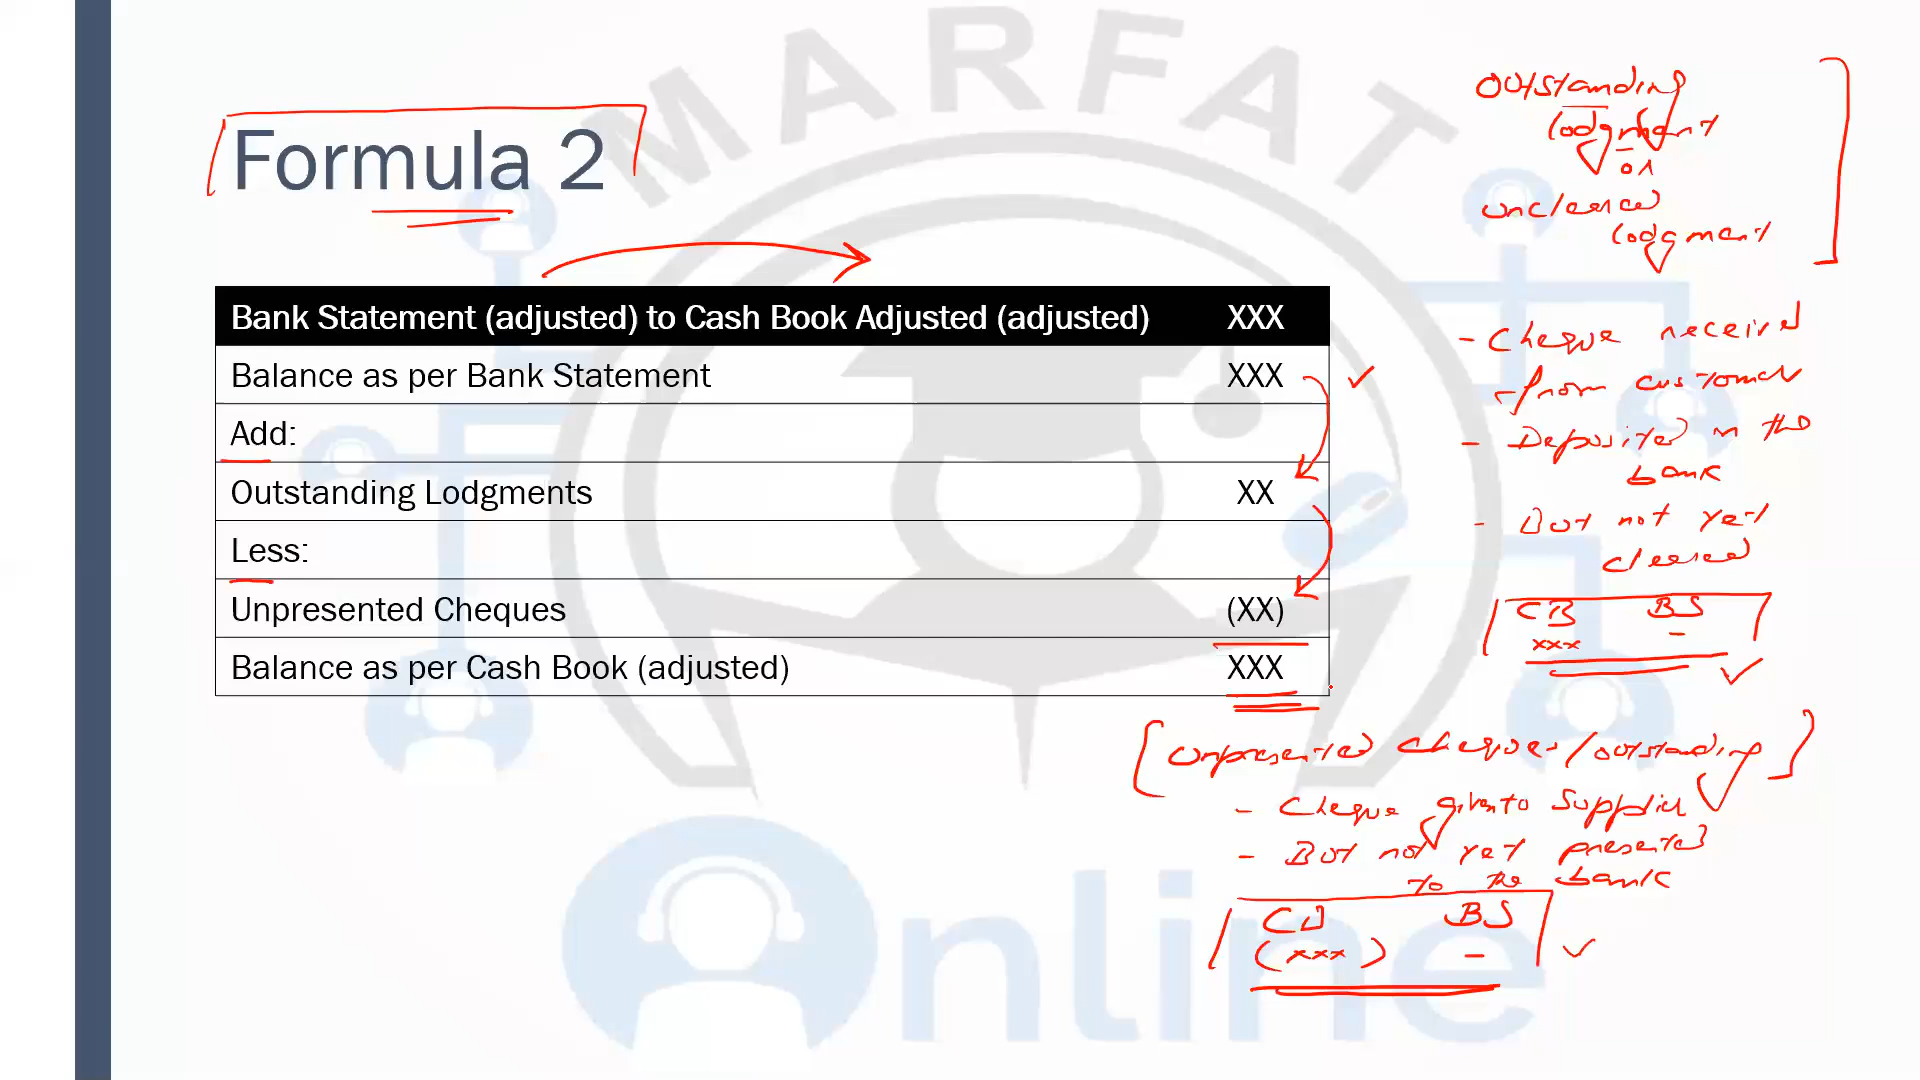 MARFAT
Formula 2
Bank Statement (adjusted) to Cash Book Adjusted (adjusted) XXX
Balance as per Bank Statement XXX
Add:
Outstanding Lodgments XX
Less:
Unpresented Cheques (XX)
Balance as per Cash Book (adjusted) XXX
Outstanding
lodgment
or
uncleared
lodgment
- Cheque received
from customer
- Deposited in the
bank
- But not yet
cleared
CB BS
xxx -
[unpresented cheques/outstanding]
- Cheque given to supplier
- But not yet presented
to the bank
CB BS
(xxx) -
Online